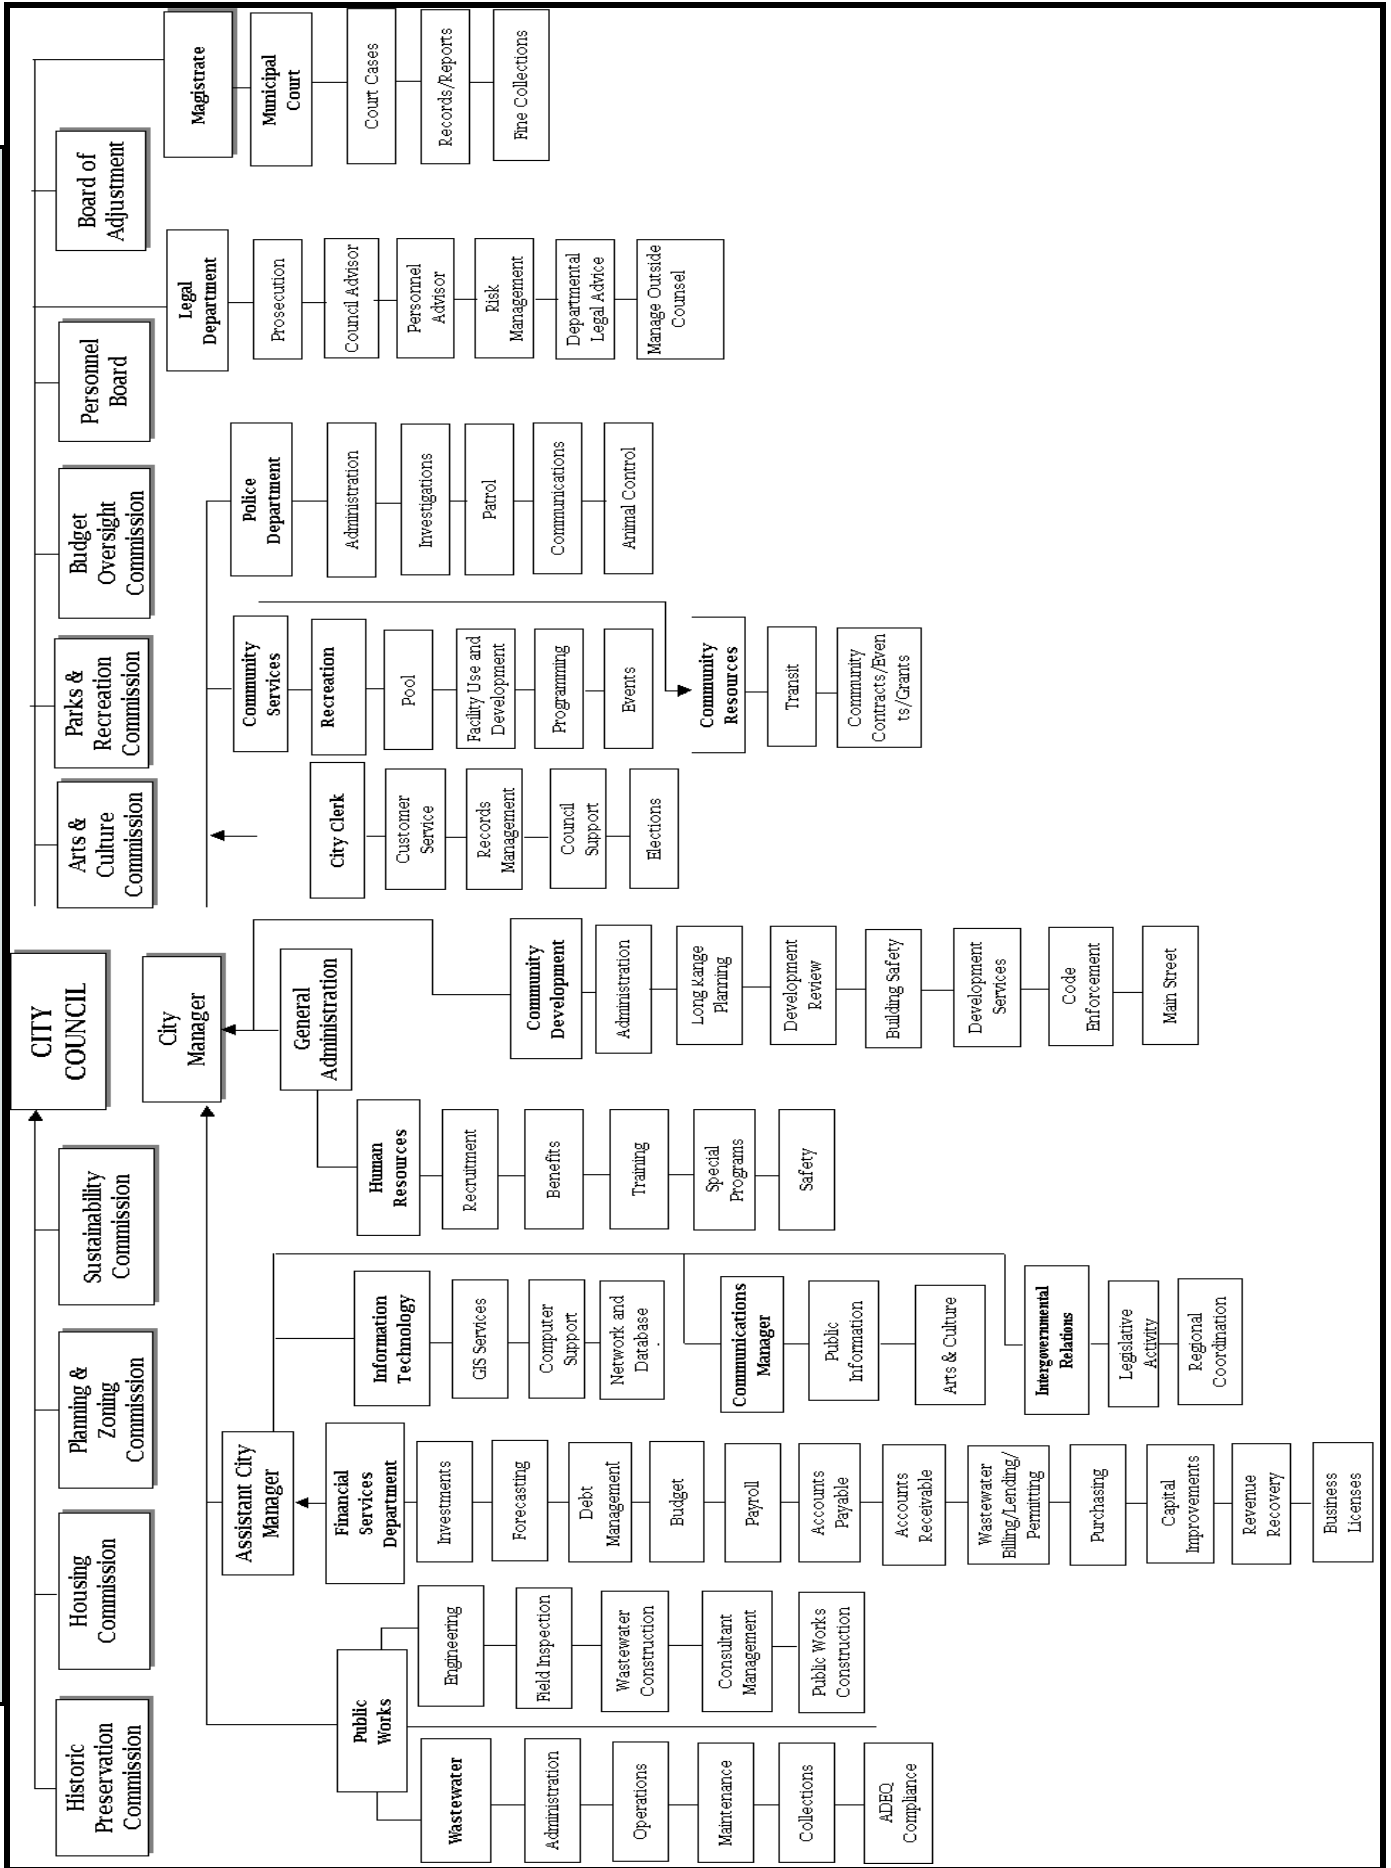 CITY
COUNCIL
Historic
Preservation
Commission
Housing
Commission
Planning &
Zoning
Commission
Sustainability
Commission
Arts &
Culture
Commission
Parks &
Recreation
Commission
Budget
Oversight
Commission
Personnel
Board
Board of
Adjustment
City
Manager
Magistrate
Municipal
Court
Court Cases
Records/Reports
Fine Collections
Legal
Department
Prosecution
Council Advisor
Personnel
Advisor
Risk
Management
Departmental
Legal Advice
Manage Outside
Counsel
Public
Works
Wastewater
Administration
Operations
Maintenance
Collections
ADEQ
Compliance
Engineering
Field Inspection
Wastewater
Construction
Consultant
Management
Public Works
Construction
Assistant City
Manager
Financial
Services
Department
Investments
Forecasting
Debt
Management
Budget
Payroll
Accounts
Payable
Accounts
Receivable
Wastewater
Billing/Lending/
Permitting
Purchasing
Capital
Improvements
Revenue
Recovery
Business
Licenses
Information
Technology
GIS Services
Computer
Support
Network and
Database
.
Communications
Manager
Public
Information
Arts & Culture
Intergovernmental
Relations
Legislative
Activity
Regional
Coordination
General
Administration
Human
Resources
Recruitment
Benefits
Training
Special
Programs
Safety
Community
Development
Administration
Long Range
Planning
Development
Review
Building Safety
Development
Services
Code
Enforcement
Main Street
City Clerk
Customer
Service
Records
Management
Council
Support
Elections
Community
Services
Recreation
Pool
Facility Use and
Development
Programming
Events
Community
Resources
Transit
Community
Contracts/Even
ts/Grants
Police
Department
Administration
Investigations
Patrol
Communications
Animal Control